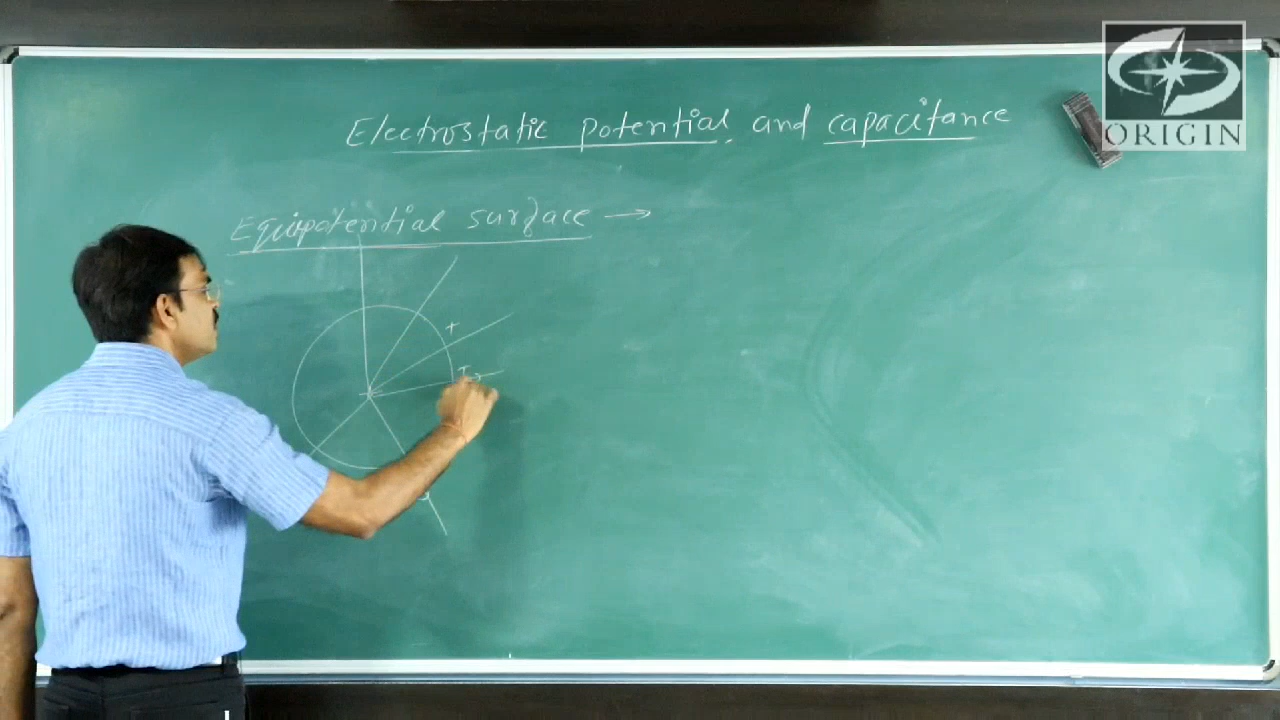 Electrostatic potential and capacitance
Equipotential surface →
+
+
ORIGIN